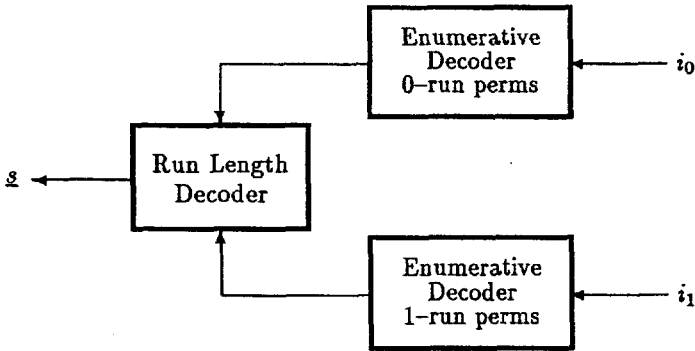 Enumerative
Decoder
0–run perms
i0
Run Length
Decoder
s
Enumerative
Decoder
1–run perms
i1